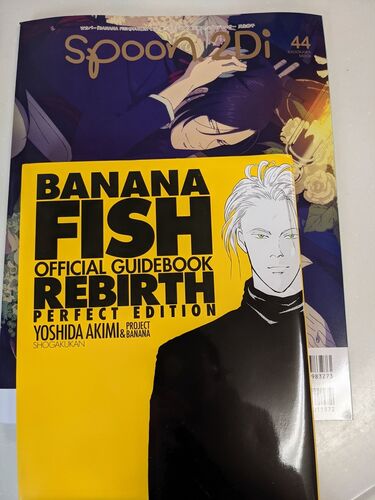 spoon.2Di
44
BANANA
FISH
OFFICIAL GUIDEBOOK
REBIRTH
PERFECT EDITION
YOSHIDA AKIMI & PROJECT BANANA
SHOGAKUKAN